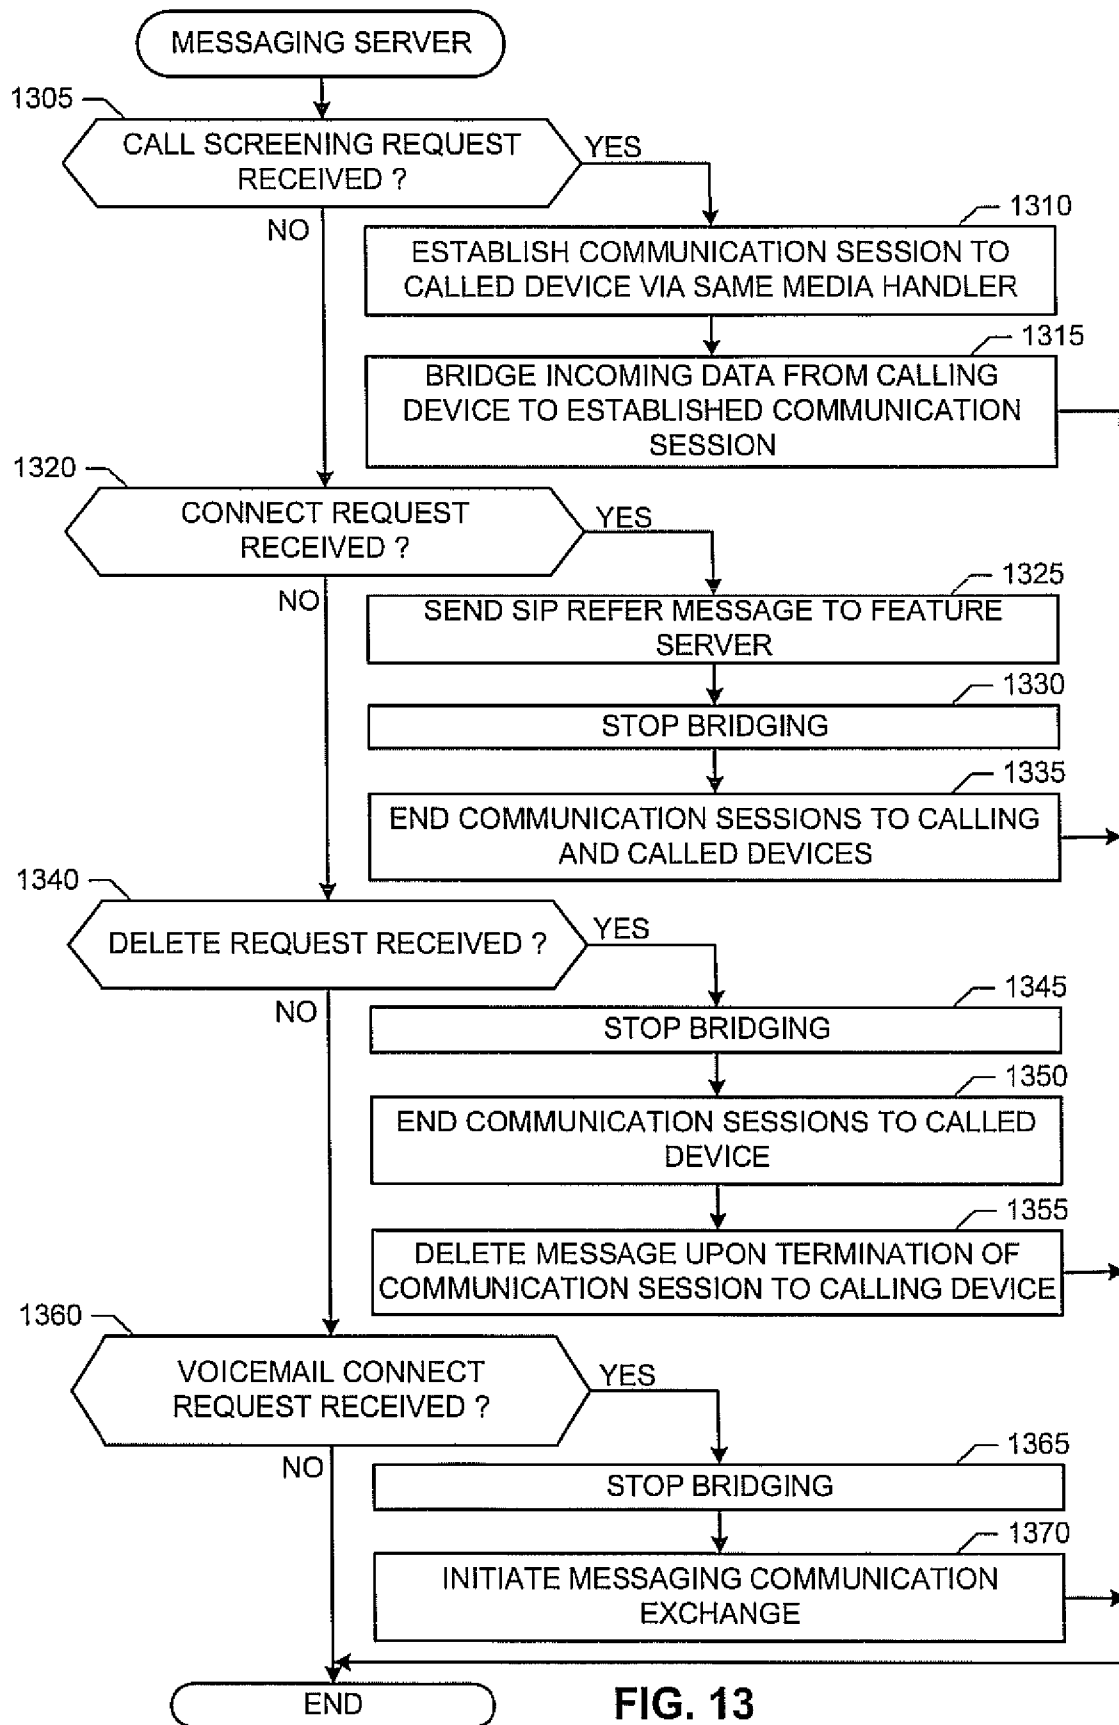 MESSAGING SERVER
1305
CALL SCREENING REQUEST
RECEIVED ?
YES
NO
1310
ESTABLISH COMMUNICATION SESSION TO
CALLED DEVICE VIA SAME MEDIA HANDLER
1315
BRIDGE INCOMING DATA FROM CALLING
DEVICE TO ESTABLISHED COMMUNICATION
SESSION
1320
CONNECT REQUEST
RECEIVED ?
YES
NO
1325
SEND SIP REFER MESSAGE TO FEATURE
SERVER
1330
STOP BRIDGING
1335
END COMMUNICATION SESSIONS TO CALLING
AND CALLED DEVICES
1340
DELETE REQUEST RECEIVED ?
YES
NO
1345
STOP BRIDGING
1350
END COMMUNICATION SESSIONS TO CALLED
DEVICE
1355
DELETE MESSAGE UPON TERMINATION OF
COMMUNICATION SESSION TO CALLING DEVICE
1360
VOICEMAIL CONNECT
REQUEST RECEIVED ?
YES
NO
1365
STOP BRIDGING
1370
INITIATE MESSAGING COMMUNICATION
EXCHANGE
END
FIG. 13